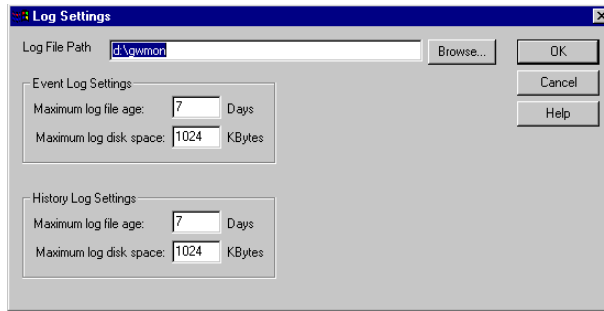 Log Settings
Log File Path d:\gwmon Browse... OK
Cancel
Help
Event Log Settings
Maximum log file age: 7 Days
Maximum log disk space: 1024 KBytes
History Log Settings
Maximum log file age: 7 Days
Maximum log disk space: 1024 KBytes